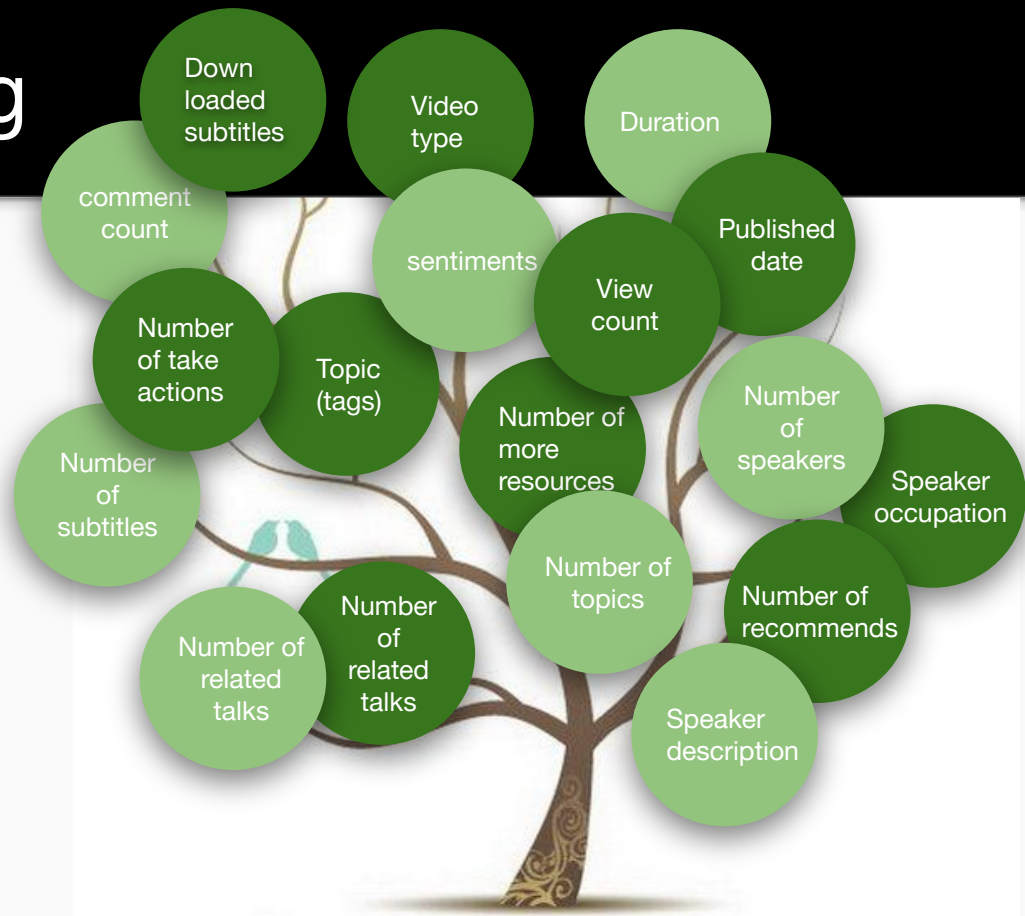 g
Down
loaded
subtitles
Video
type
Duration
comment
count
sentiments
Published
date
View
count
Number
of take
actions
Topic
(tags)
Number of
more
resources
Number
of
speakers
Speaker
occupation
Number
of
subtitles
Number of
topics
Number of
recommends
Number of
related
talks
Number
of
related
talks
Speaker
description